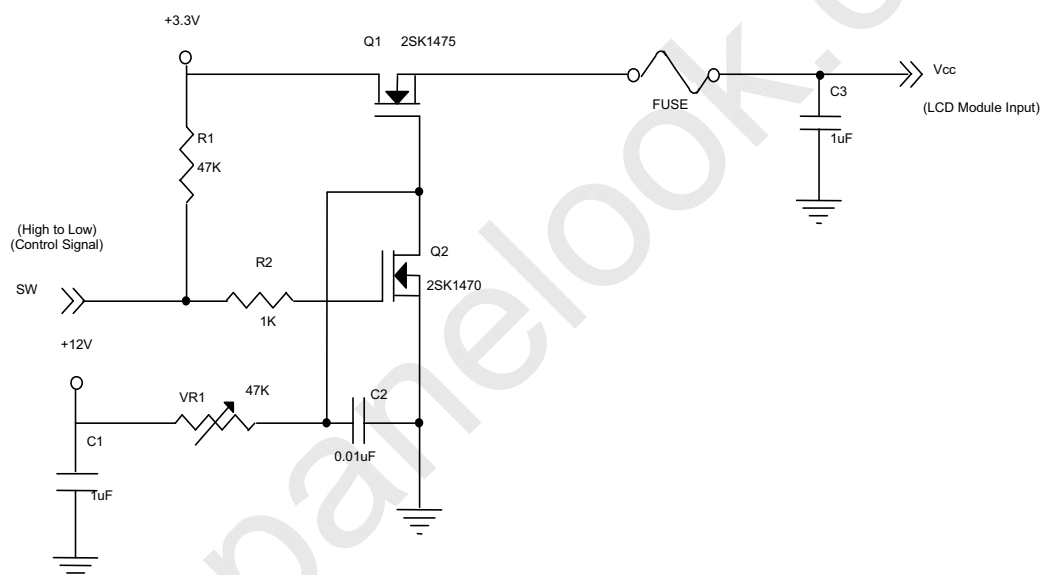 +3.3V
Q1 2SK1475
Vcc
C3
FUSE
(LCD Module Input)
R1
1uF
47K
(High to Low)
(Control Signal)
Q2
R2
2SK1470
SW
1K
+12V
47K
VR1
C2
C1
0.01uF
1uF
panelook.c